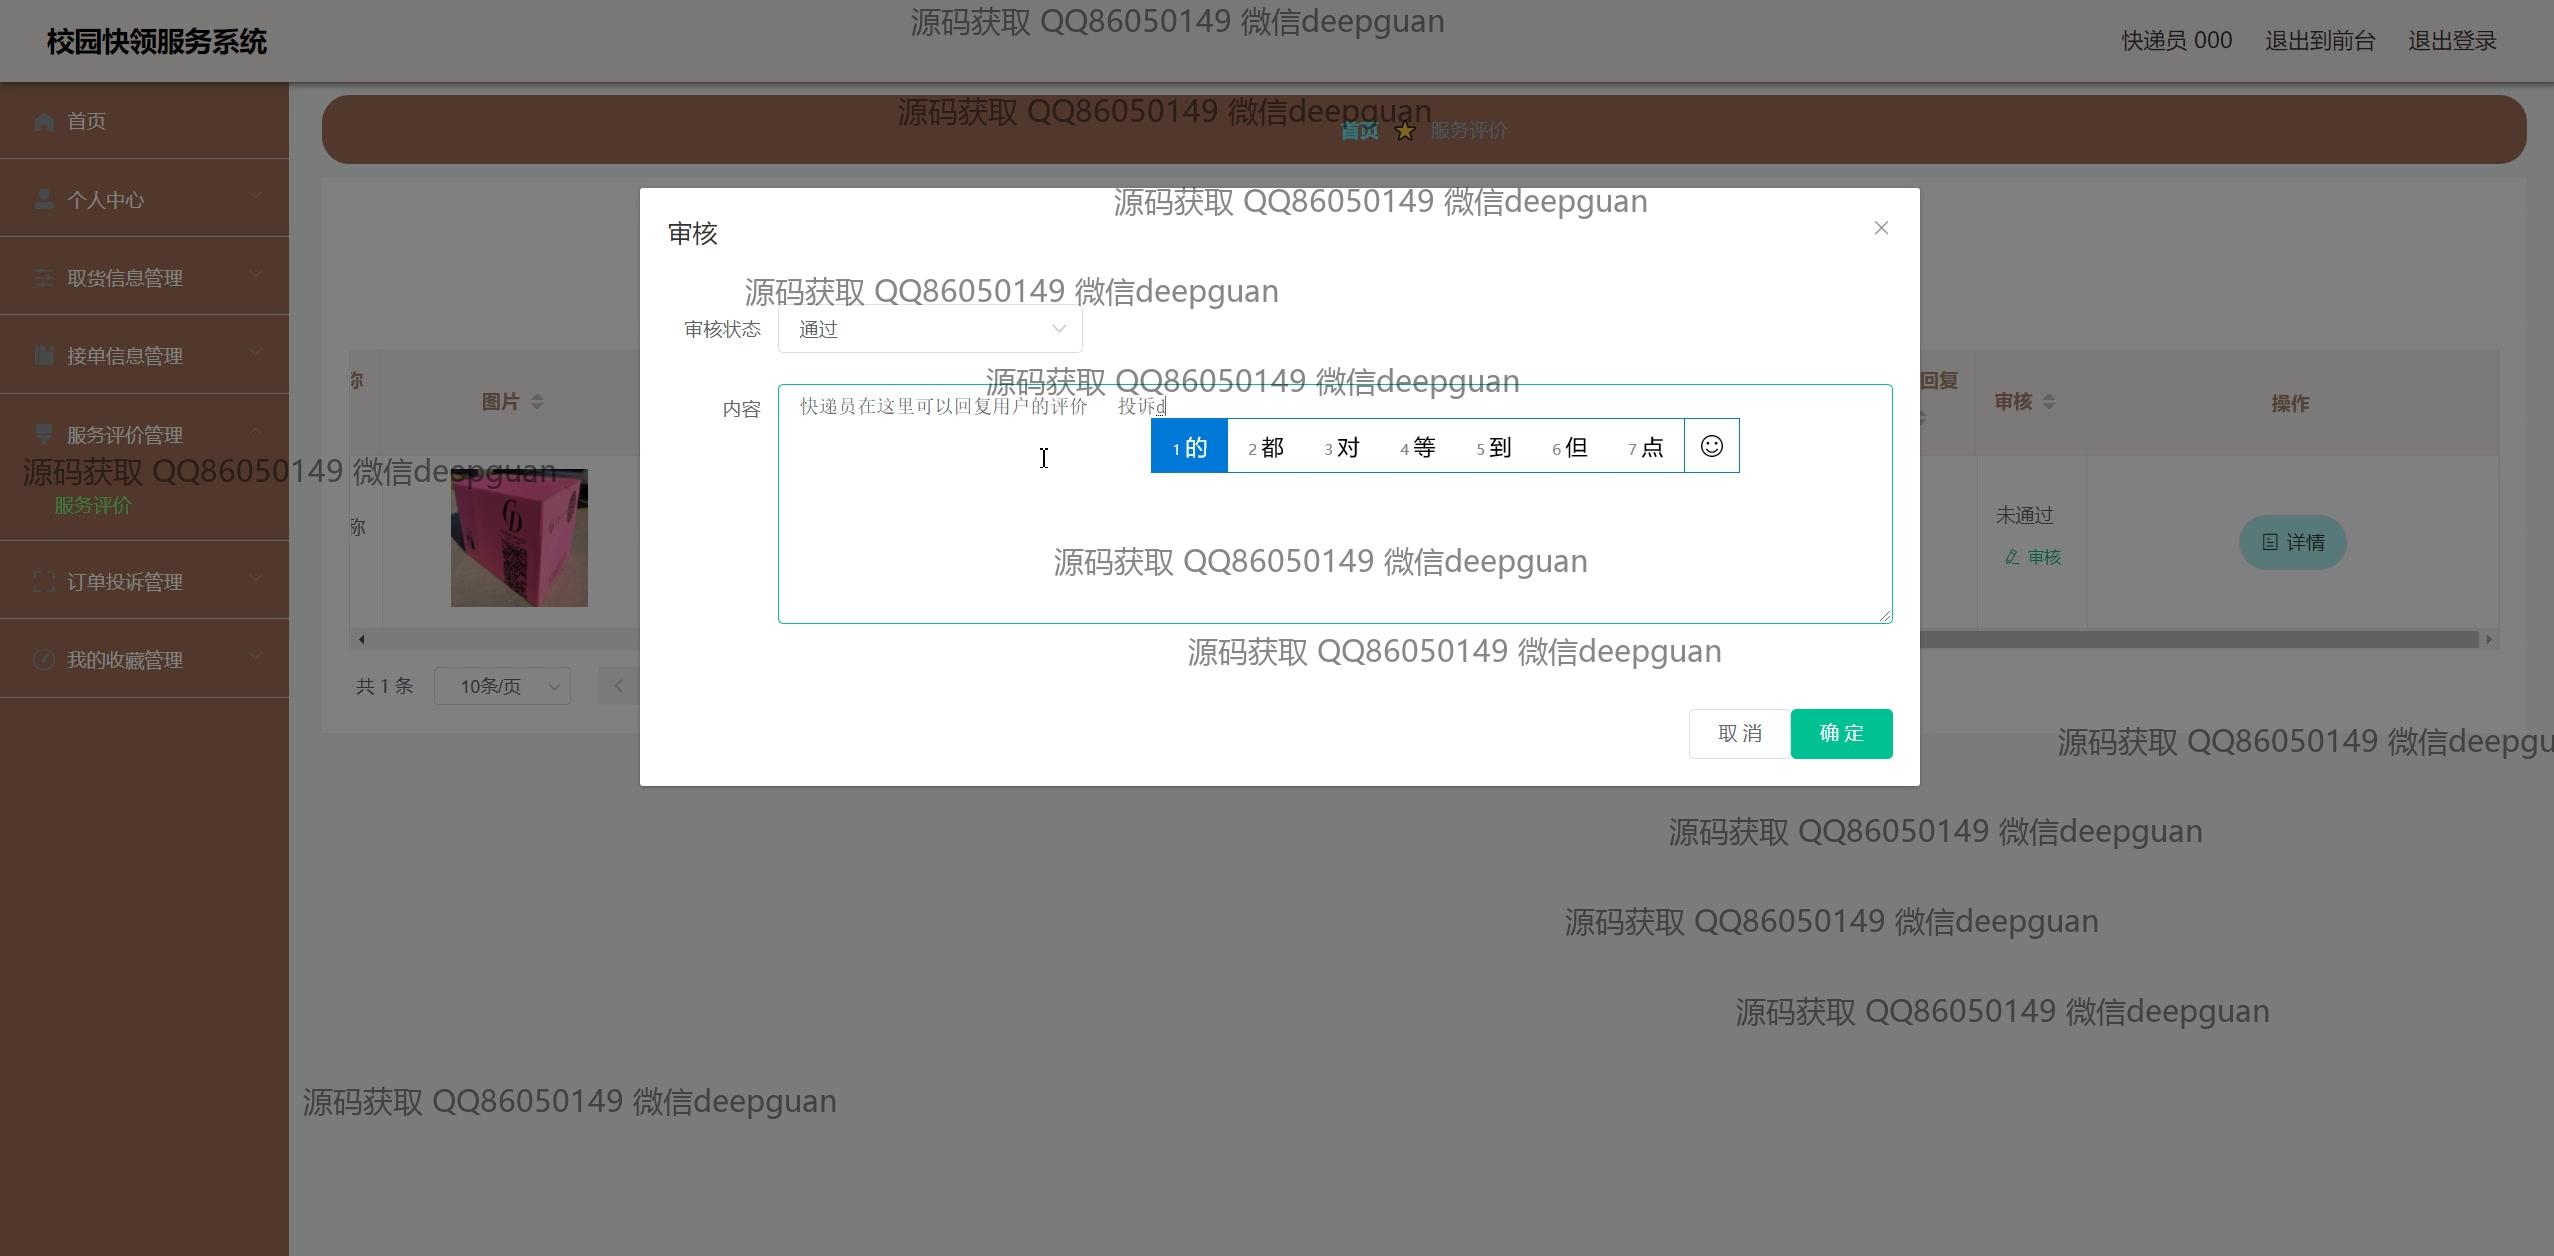 源码获取 QQ86050149 微信deepguan
校园快领服务系统
快递员 000 退出到前台 退出登录
源码获取 QQ86050149 微信deepguan
首页 服务评价
首页
个人中心
取货信息管理
接单信息管理
服务评价管理
服务评价
订单投诉管理
我的收藏管理
源码获取 QQ86050149 微信deepguan
审核
源码获取 QQ86050149 微信deepguan
审核状态 通过
源码获取 QQ86050149 微信deepguan
内容 快递员在这里可以回复用户的评价 投诉d
1 的 2 都 3 对 4 等 5 到 6 但 7 点
称 图片 回复 审核 操作
源码获取 QQ86050149 微信deepguan
称 未通过
审核
详情
源码获取 QQ86050149 微信deepguan
源码获取 QQ86050149 微信deepguan
共 1 条 10条/页
取 消 确 定
源码获取 QQ86050149 微信deepgu
源码获取 QQ86050149 微信deepguan
源码获取 QQ86050149 微信deepguan
源码获取 QQ86050149 微信deepguan
源码获取 QQ86050149 微信deepguan